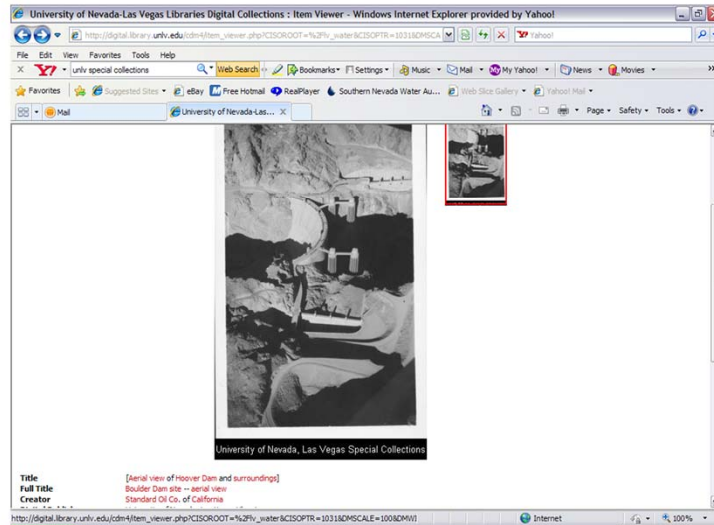 University of Nevada-Las Vegas Libraries Digital Collections : Item Viewer - Windows Internet Explorer provided by Yahoo!
http://digital.library.unlv.edu/cdm4/item_viewer.php?CISOROOT=%2Flv_water&CISOPTR=1031&DMSCA
Yahoo!
File Edit View Favorites Tools Help
X Y7 unlv special collections Web Search Bookmarks Settings Music Mail My Yahoo! News Movies »
Favorites Suggested Sites eBay Free Hotmail RealPlayer Southern Nevada Water Au... Web Slice Gallery Yahoo! Mail
Mail University of Nevada-Las... X Page Safety Tools
University of Nevada, Las Vegas Special Collections
Title [Aerial view of Hoover Dam and surroundings]
Full Title Boulder Dam site -- aerial view
Creator Standard Oil Co. of California
http://digital.library.unlv.edu/cdm4/item_viewer.php?CISOROOT=%2Flv_water&CISOPTR=1031&DMSCALE=100&DMWI Internet 100%